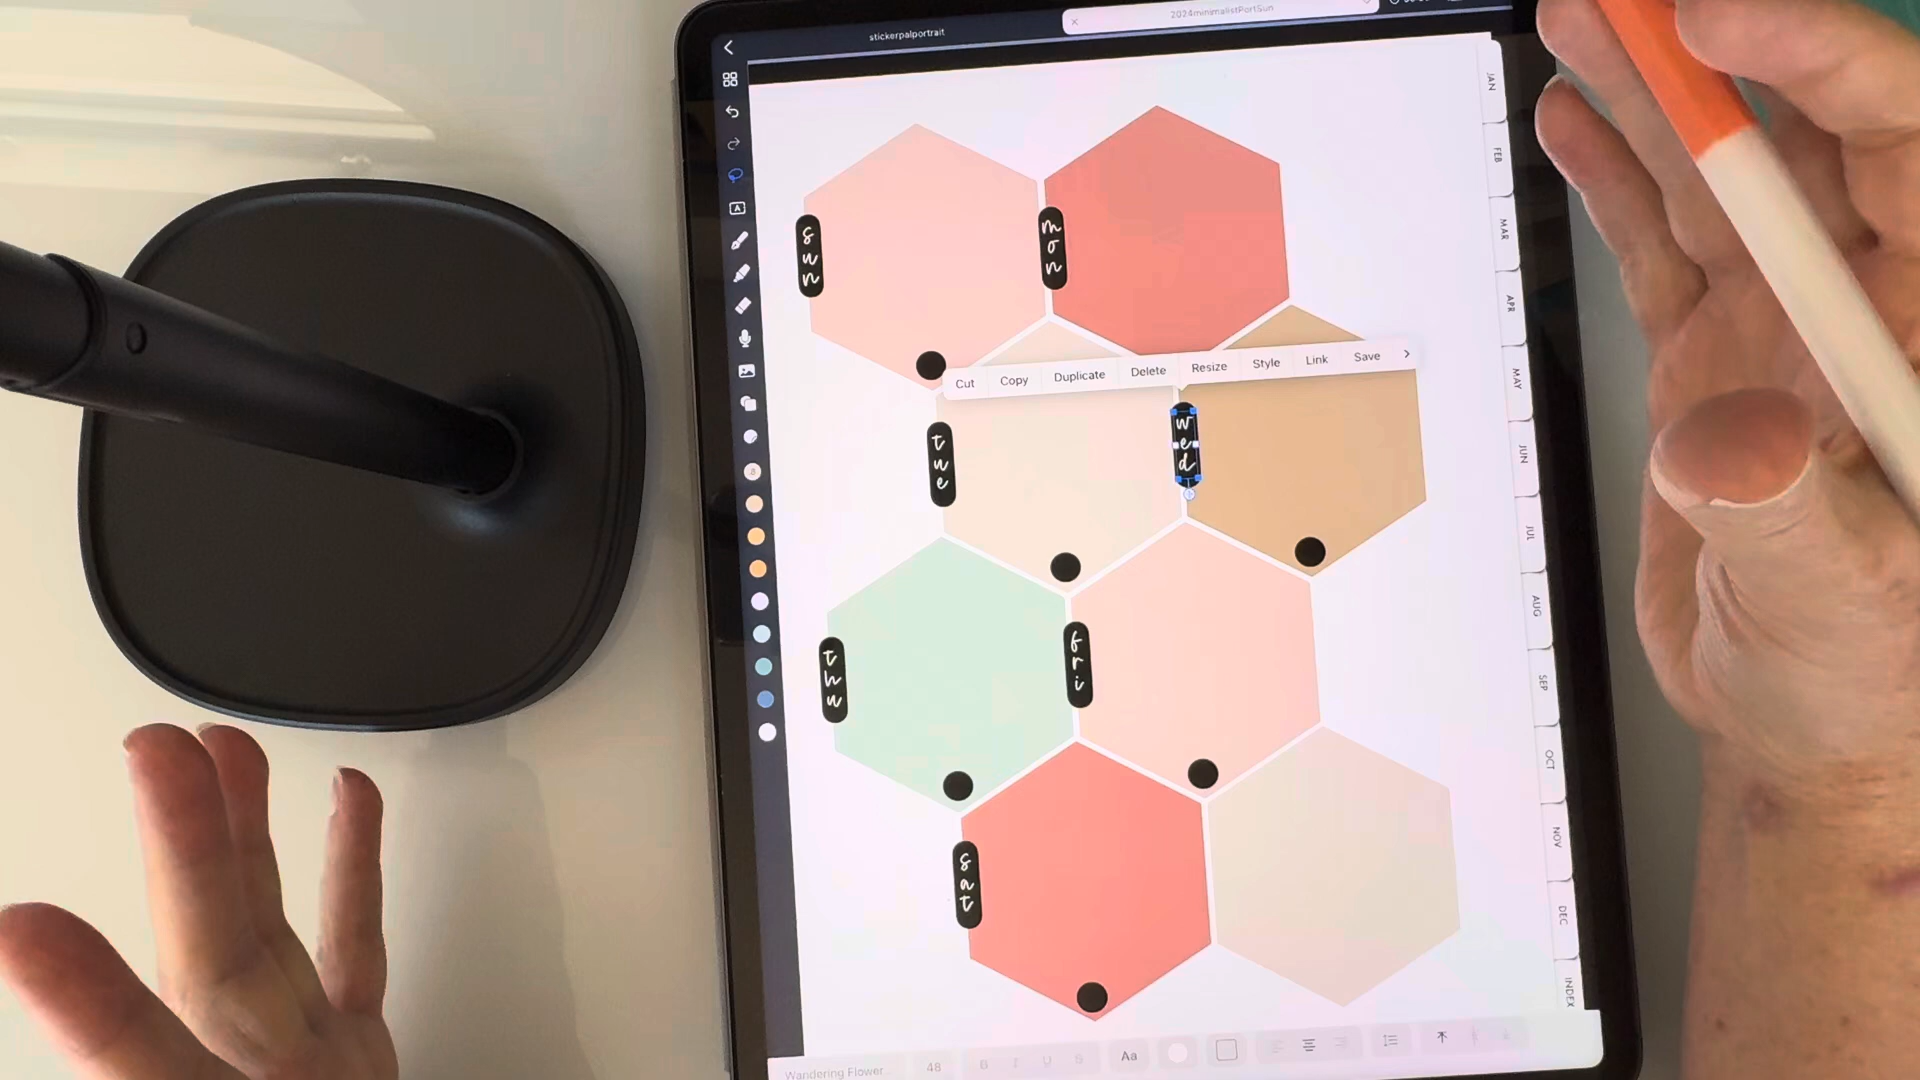 stickerpalportrait
2024minimalistPortSun
JAN
FEB
MAR
APR
MAY
JUN
JUL
AUG
SEP
OCT
NOV
DEC
INDEX
sun
mon
Cut Copy Duplicate Delete Resize Style Link Save
tue
wed
thu
fri
sat
Wandering Flower 48 B I U S Aa